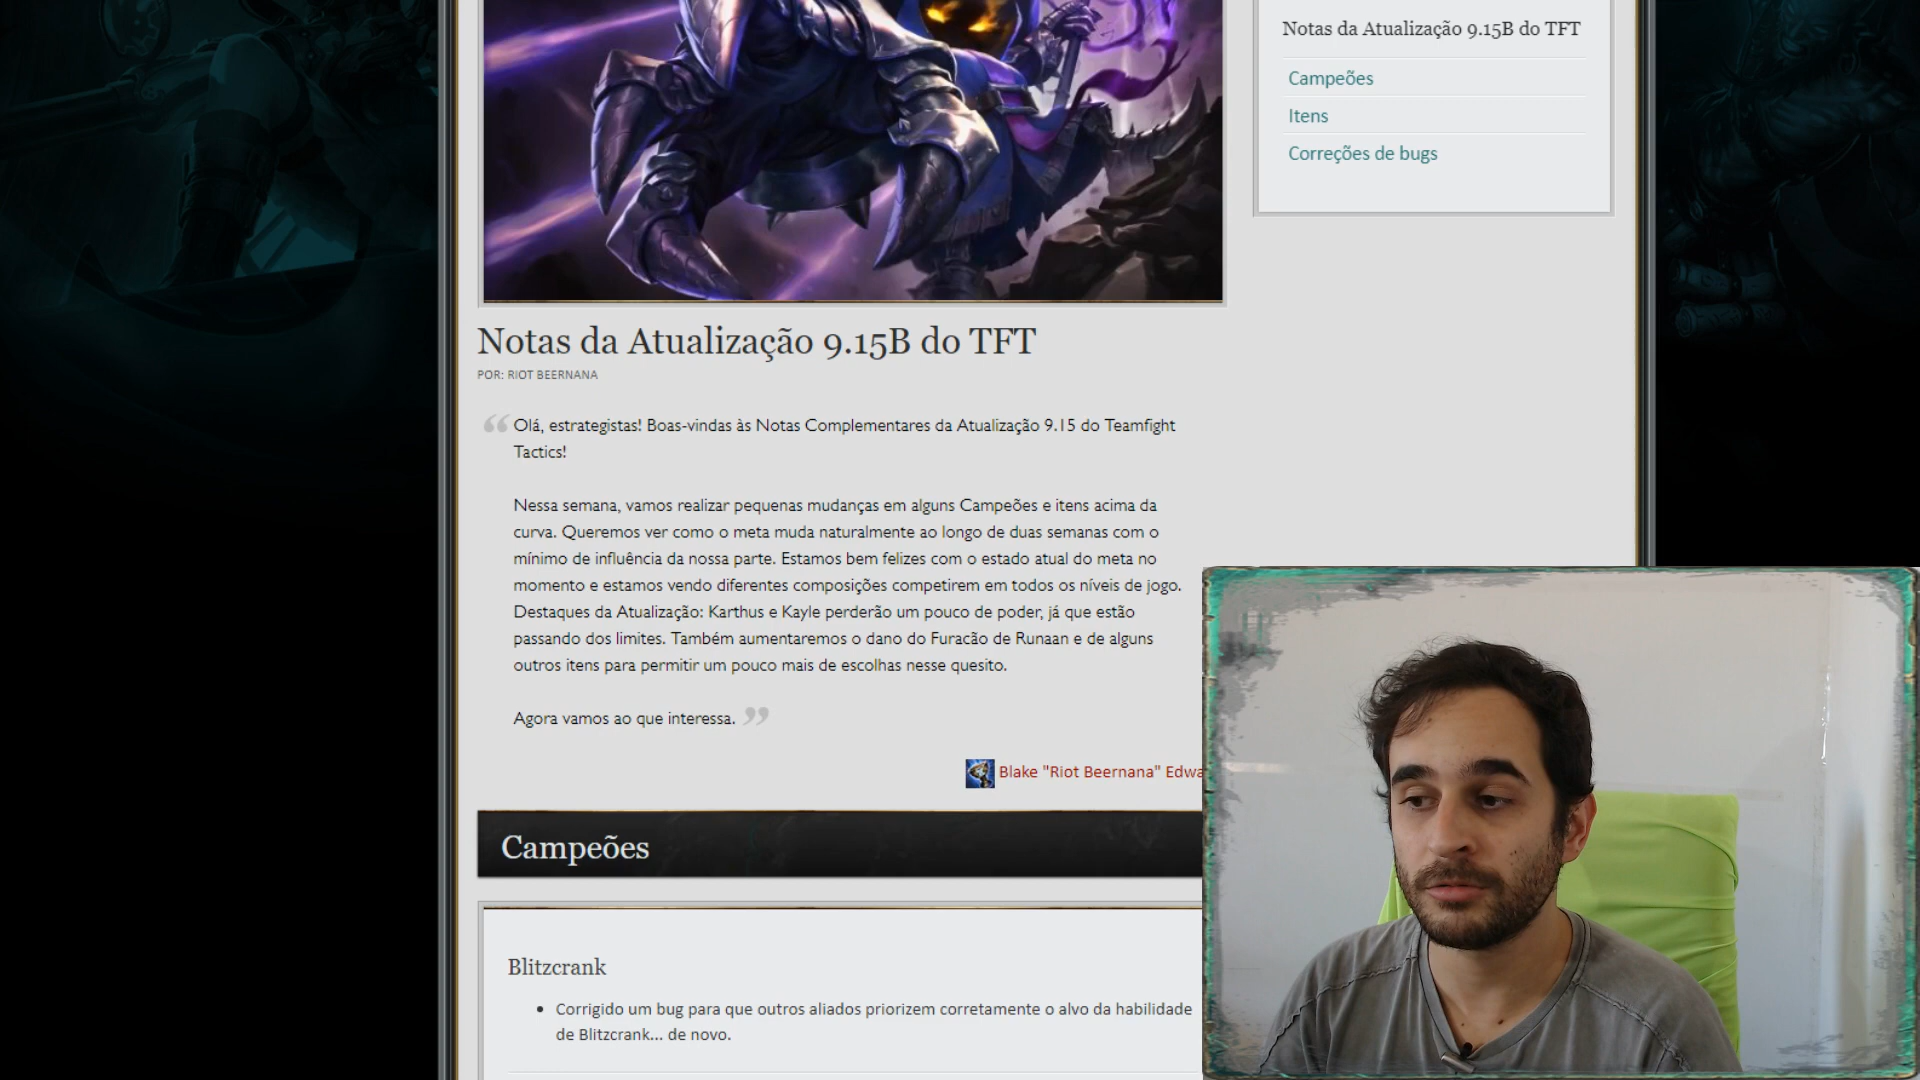 Notas da Atualização 9.15B do TFT
Campeões
Itens
Correções de bugs
Notas da Atualização 9.15B do TFT
POR: RIOT BEERNANA
“ Olá, estrategistas! Boas-vindas às Notas Complementares da Atualização 9.15 do Teamfight
Tactics!
Nessa semana, vamos realizar pequenas mudanças em alguns Campeões e itens acima da
curva. Queremos ver como o meta muda naturalmente ao longo de duas semanas com o
mínimo de influência da nossa parte. Estamos bem felizes com o estado atual do meta no
momento e estamos vendo diferentes composições competirem em todos os níveis de jogo.
Destaques da Atualização: Karthus e Kayle perderão um pouco de poder, já que estão
passando dos limites. Também aumentaremos o dano do Furacão de Runaan e de alguns
outros itens para permitir um pouco mais de escolhas nesse quesito.
Agora vamos ao que interessa. ”
Blake "Riot Beernana" Edwa
Campeões
Blitzcrank
• Corrigido um bug para que outros aliados priorizem corretamente o alvo da habilidade
de Blitzcrank... de novo.